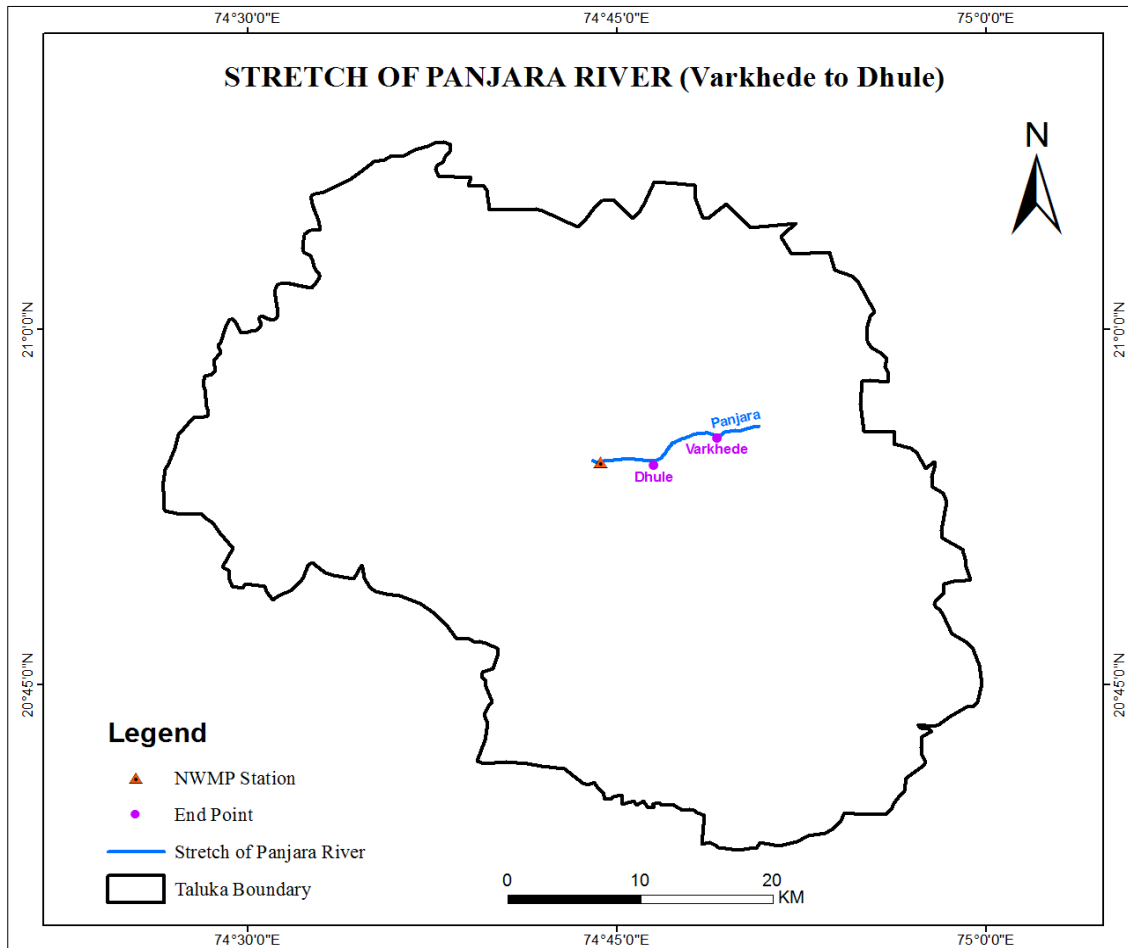 74°30'0"E
74°45'0"E
75°0'0"E
STRETCH OF PANJARA RIVER (Varkhede to Dhule)
N
21°0'0"N
21°0'0"N
Panjara
Varkhede
Dhule
20°45'0"N
20°45'0"N
Legend
NWMP Station
End Point
Stretch of Panjara River
Taluka Boundary
0 10 20
KM
74°30'0"E
74°45'0"E
75°0'0"E